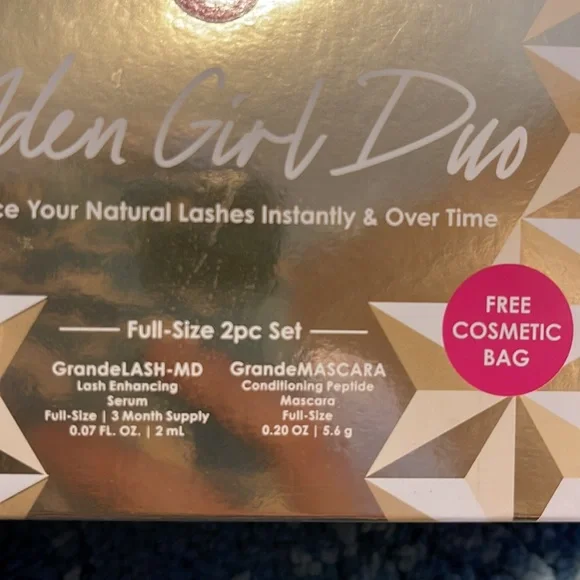 Girl Duo
Your Natural Lashes Instantly & Over Time
Full-Size 2pc Set
GrandeLASH-MD
Lash Enhancing
Serum
Full-Size | 3 Month Supply
0.07 FL. OZ. | 2 mL
GrandeMASCARA
Conditioning Peptide
Mascara
Full-Size
0.20 OZ | 5.6 g
FREE
COSMETIC
BAG